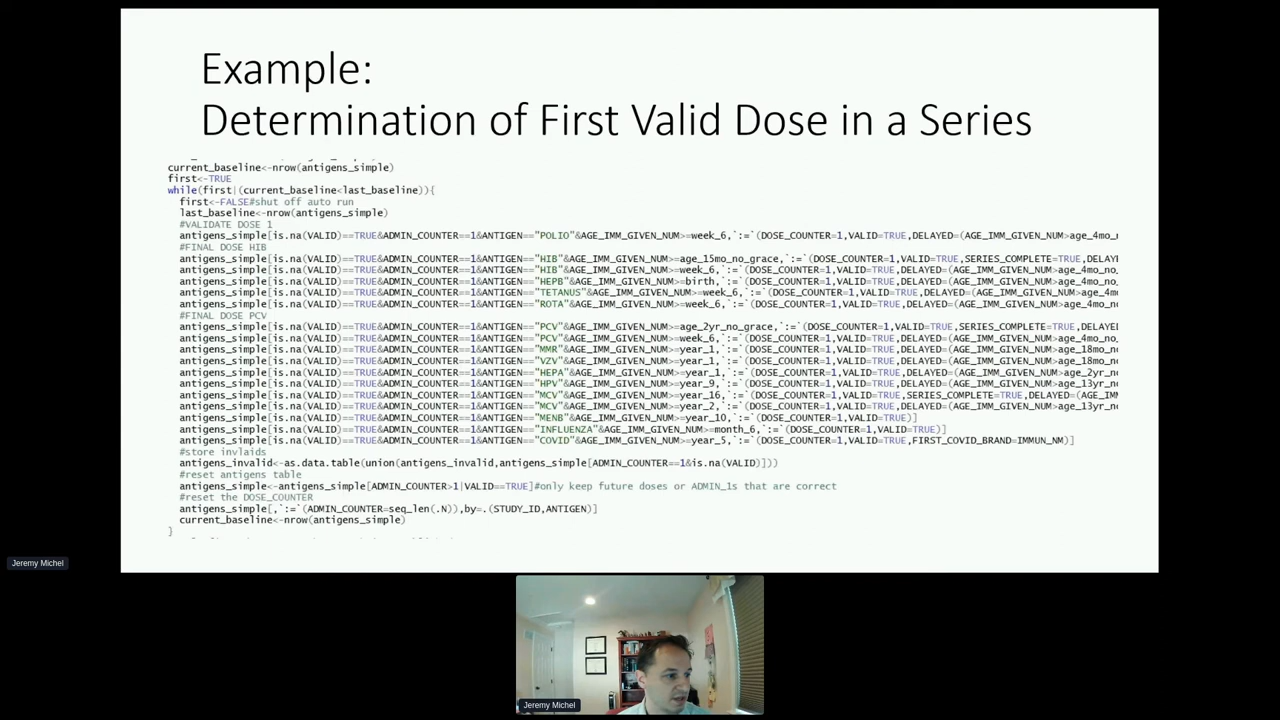 Example:
Determination of First Valid Dose in a Series
current_baseline<-nrow(antigens_simple)
first<-TRUE
while(first|(current_baseline<last_baseline)){
first<-FALSE#shut off auto run
last_baseline<-nrow(antigens_simple)
#VALIDATE DOSE 1
antigens_simple[is.na(VALID)==TRUE&ADMIN_COUNTER==1&ANTIGEN=="POLIO"&AGE_IMM_GIVEN_NUM>=week_6,`:=`(DOSE_COUNTER=1,VALID=TRUE,DELAYED=(AGE_IMM_GIVEN_NUM>age_4mo_n
#FINAL DOSE HIB
antigens_simple[is.na(VALID)==TRUE&ADMIN_COUNTER==1&ANTIGEN=="HIB"&AGE_IMM_GIVEN_NUM>=age_15mo_no_grace,`:=`(DOSE_COUNTER=1,VALID=TRUE,SERIES_COMPLETE=TRUE,DELAYE
antigens_simple[is.na(VALID)==TRUE&ADMIN_COUNTER==1&ANTIGEN=="HIB"&AGE_IMM_GIVEN_NUM>=week_6,`:=`(DOSE_COUNTER=1,VALID=TRUE,DELAYED=(AGE_IMM_GIVEN_NUM>age_4mo_no_
antigens_simple[is.na(VALID)==TRUE&ADMIN_COUNTER==1&ANTIGEN=="HEPB"&AGE_IMM_GIVEN_NUM>=birth,`:=`(DOSE_COUNTER=1,VALID=TRUE,DELAYED=(AGE_IMM_GIVEN_NUM>age_4mo_no
antigens_simple[is.na(VALID)==TRUE&ADMIN_COUNTER==1&ANTIGEN=="TETANUS"&AGE_IMM_GIVEN_NUM>=week_6,`:=`(DOSE_COUNTER=1,VALID=TRUE,DELAYED=(AGE_IMM_GIVEN_NUM>age_4mo
antigens_simple[is.na(VALID)==TRUE&ADMIN_COUNTER==1&ANTIGEN=="ROTA"&AGE_IMM_GIVEN_NUM>=week_6,`:=`(DOSE_COUNTER=1,VALID=TRUE,DELAYED=(AGE_IMM_GIVEN_NUM>age_4mo_no
#FINAL DOSE PCV
antigens_simple[is.na(VALID)==TRUE&ADMIN_COUNTER==1&ANTIGEN=="PCV"&AGE_IMM_GIVEN_NUM>=age_2yr_no_grace,`:=`(DOSE_COUNTER=1,VALID=TRUE,SERIES_COMPLETE=TRUE,DELAYED
antigens_simple[is.na(VALID)==TRUE&ADMIN_COUNTER==1&ANTIGEN=="PCV"&AGE_IMM_GIVEN_NUM>=week_6,`:=`(DOSE_COUNTER=1,VALID=TRUE,DELAYED=(AGE_IMM_GIVEN_NUM>age_4mo_no_
antigens_simple[is.na(VALID)==TRUE&ADMIN_COUNTER==1&ANTIGEN=="MMR"&AGE_IMM_GIVEN_NUM>=year_1,`:=`(DOSE_COUNTER=1,VALID=TRUE,DELAYED=(AGE_IMM_GIVEN_NUM>age_18mo_no
antigens_simple[is.na(VALID)==TRUE&ADMIN_COUNTER==1&ANTIGEN=="VZV"&AGE_IMM_GIVEN_NUM>=year_1,`:=`(DOSE_COUNTER=1,VALID=TRUE,DELAYED=(AGE_IMM_GIVEN_NUM>age_18mo_no
antigens_simple[is.na(VALID)==TRUE&ADMIN_COUNTER==1&ANTIGEN=="HEPA"&AGE_IMM_GIVEN_NUM>=year_1,`:=`(DOSE_COUNTER=1,VALID=TRUE,DELAYED=(AGE_IMM_GIVEN_NUM>age_2yr_no
antigens_simple[is.na(VALID)==TRUE&ADMIN_COUNTER==1&ANTIGEN=="HPV"&AGE_IMM_GIVEN_NUM>=year_9,`:=`(DOSE_COUNTER=1,VALID=TRUE,DELAYED=(AGE_IMM_GIVEN_NUM>age_13yr_no
antigens_simple[is.na(VALID)==TRUE&ADMIN_COUNTER==1&ANTIGEN=="MCV"&AGE_IMM_GIVEN_NUM>=year_16,`:=`(DOSE_COUNTER=1,VALID=TRUE,SERIES_COMPLETE=TRUE,DELAYED=(AGE_IMM
antigens_simple[is.na(VALID)==TRUE&ADMIN_COUNTER==1&ANTIGEN=="MCV"&AGE_IMM_GIVEN_NUM>=year_2,`:=`(DOSE_COUNTER=1,VALID=TRUE,DELAYED=(AGE_IMM_GIVEN_NUM>age_13yr_no
antigens_simple[is.na(VALID)==TRUE&ADMIN_COUNTER==1&ANTIGEN=="MENB"&AGE_IMM_GIVEN_NUM>=year_10,`:=`(DOSE_COUNTER=1,VALID=TRUE)]
antigens_simple[is.na(VALID)==TRUE&ADMIN_COUNTER==1&ANTIGEN=="INFLUENZA"&AGE_IMM_GIVEN_NUM>=month_6,`:=`(DOSE_COUNTER=1,VALID=TRUE)]
antigens_simple[is.na(VALID)==TRUE&ADMIN_COUNTER==1&ANTIGEN=="COVID"&AGE_IMM_GIVEN_NUM>=year_5,`:=`(DOSE_COUNTER=1,VALID=TRUE,FIRST_COVID_BRAND=IMMUN_NM)]
#store invlaids
antigens_invalid<-as.data.table(union(antigens_invalid,antigens_simple[ADMIN_COUNTER==1&is.na(VALID)]))
#reset antigens table
antigens_simple<-antigens_simple[ADMIN_COUNTER>1|VALID==TRUE]#only keep future doses or ADMIN_1s that are correct
#reset the DOSE_COUNTER
antigens_simple[,`:=`(ADMIN_COUNTER=seq_len(.N)),by=.(STUDY_ID,ANTIGEN)]
current_baseline<-nrow(antigens_simple)
}
Jeremy Michel
Jeremy Michel